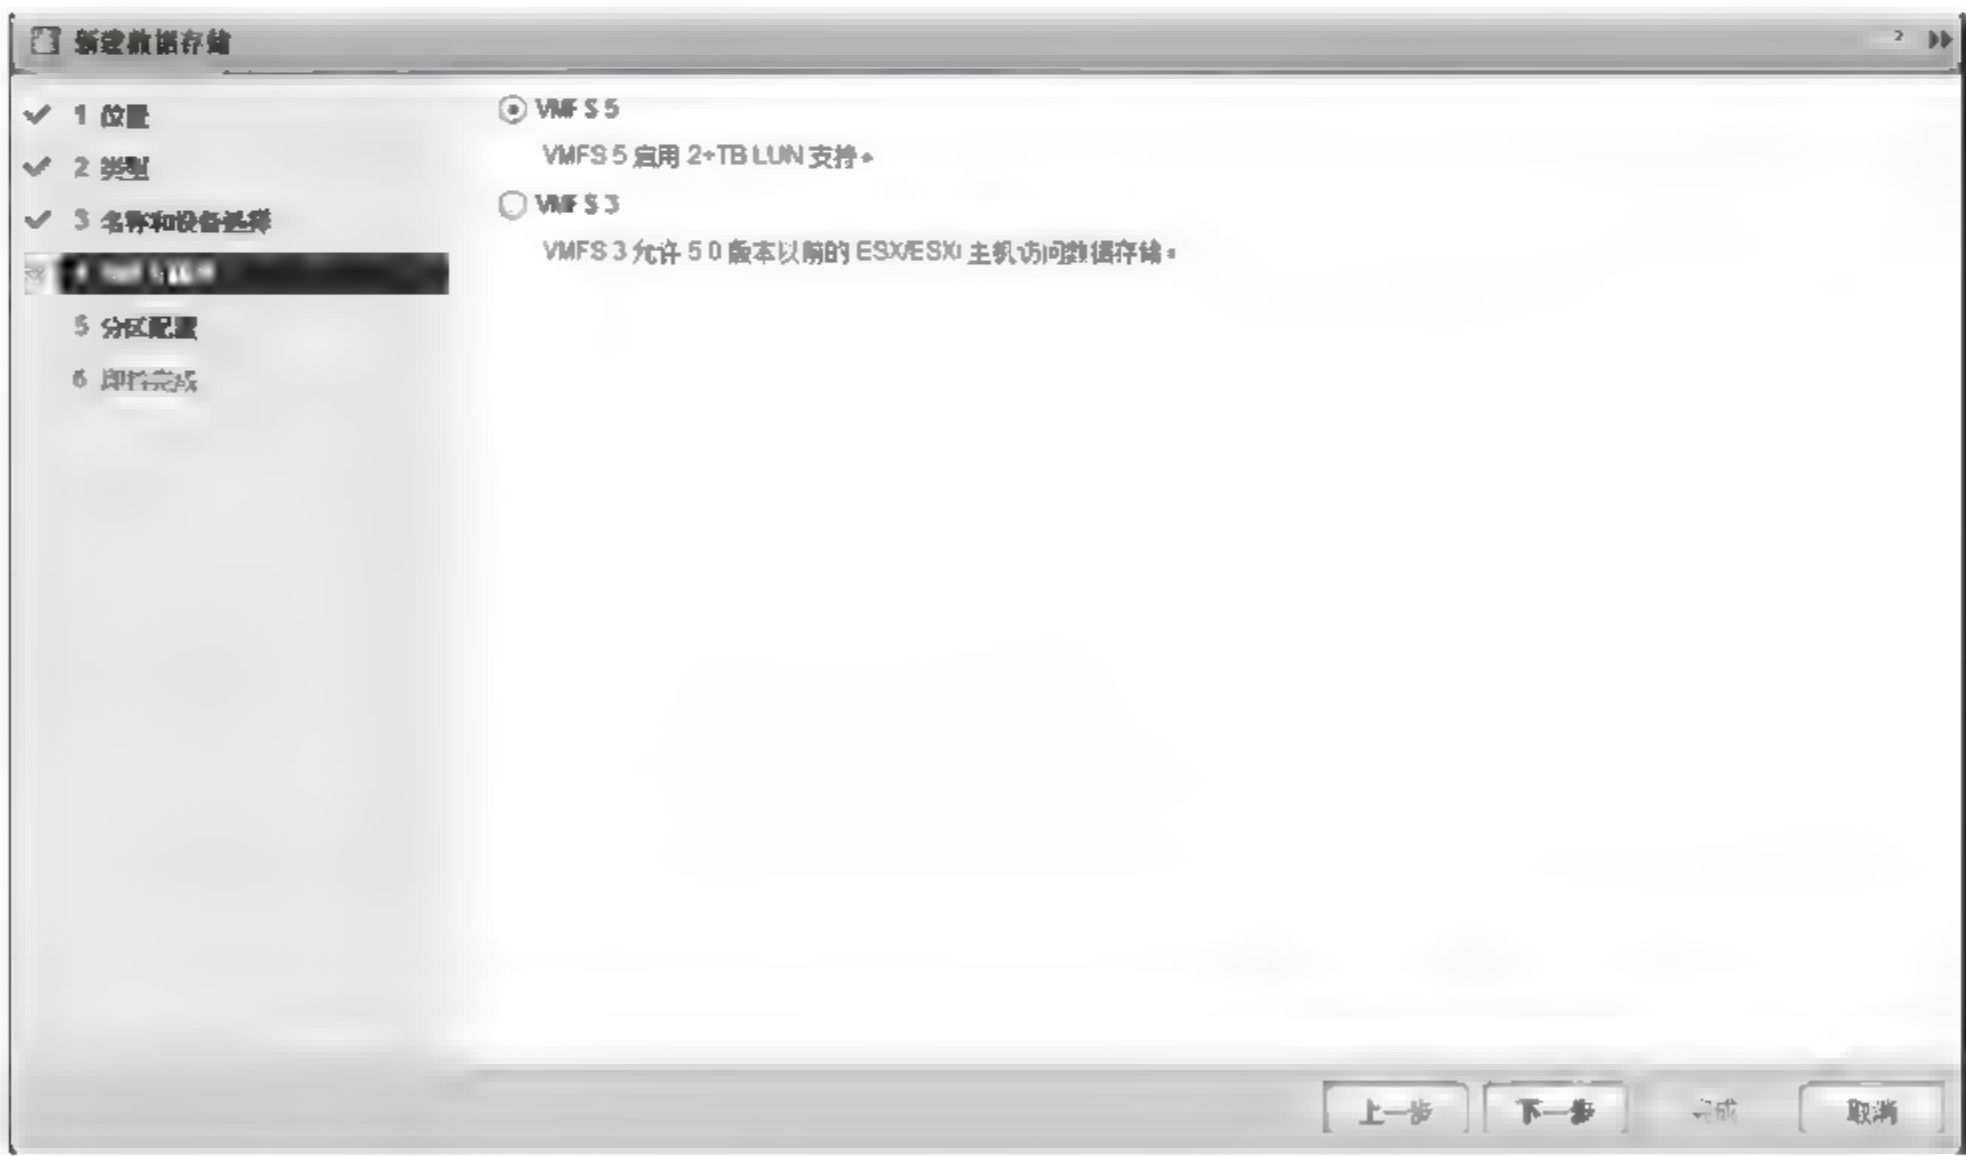 新建数据存储
1 位置
2 类型
3 名称和设备选择
4
5 分区配置
6 即将完成
VMFS 5
VMFS 5 启用 2+TB LUN 支持。
VMFS 3
VMFS 3 允许 5.0 版本以前的 ESX/ESXi 主机访问数据存储。
上一步
下一步
完成
取消